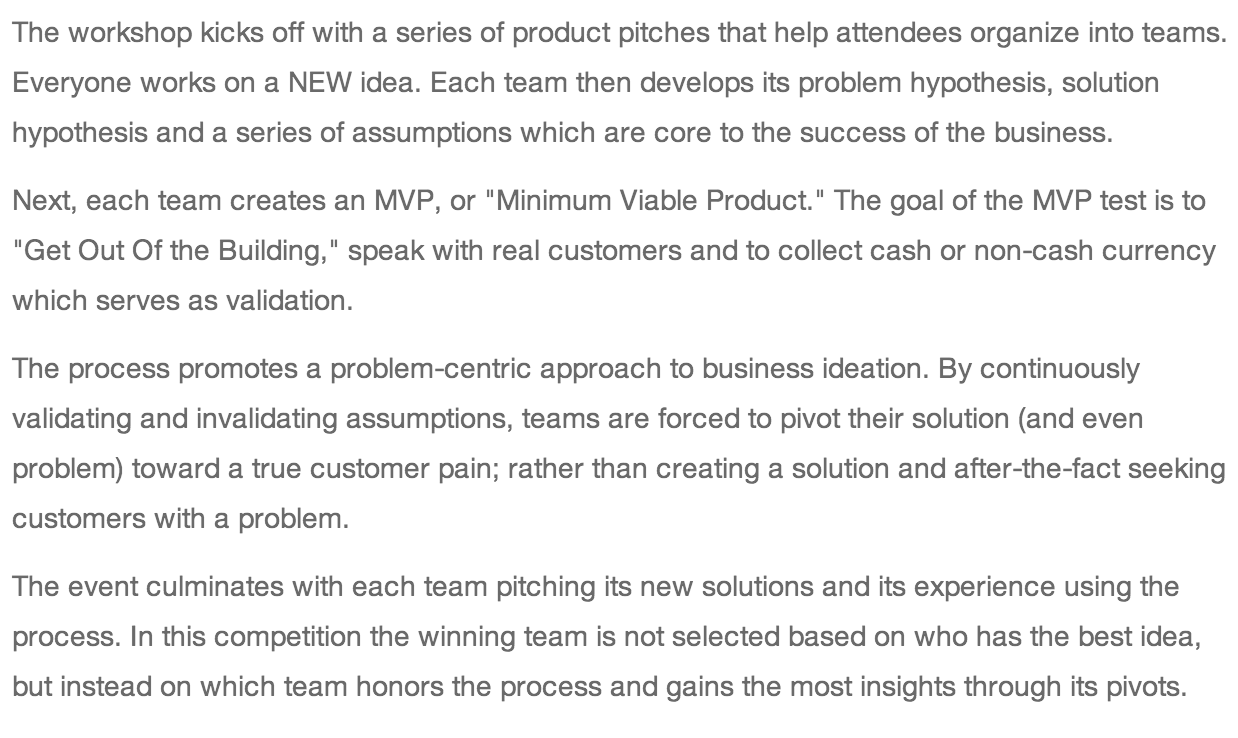 The workshop kicks off with a series of product pitches that help attendees organize into teams.
Everyone works on a NEW idea. Each team then develops its problem hypothesis, solution
hypothesis and a series of assumptions which are core to the success of the business.
Next, each team creates an MVP, or "Minimum Viable Product." The goal of the MVP test is to
"Get Out Of the Building," speak with real customers and to collect cash or non-cash currency
which serves as validation.
The process promotes a problem-centric approach to business ideation. By continuously
validating and invalidating assumptions, teams are forced to pivot their solution (and even
problem) toward a true customer pain; rather than creating a solution and after-the-fact seeking
customers with a problem.
The event culminates with each team pitching its new solutions and its experience using the
process. In this competition the winning team is not selected based on who has the best idea,
but instead on which team honors the process and gains the most insights through its pivots.